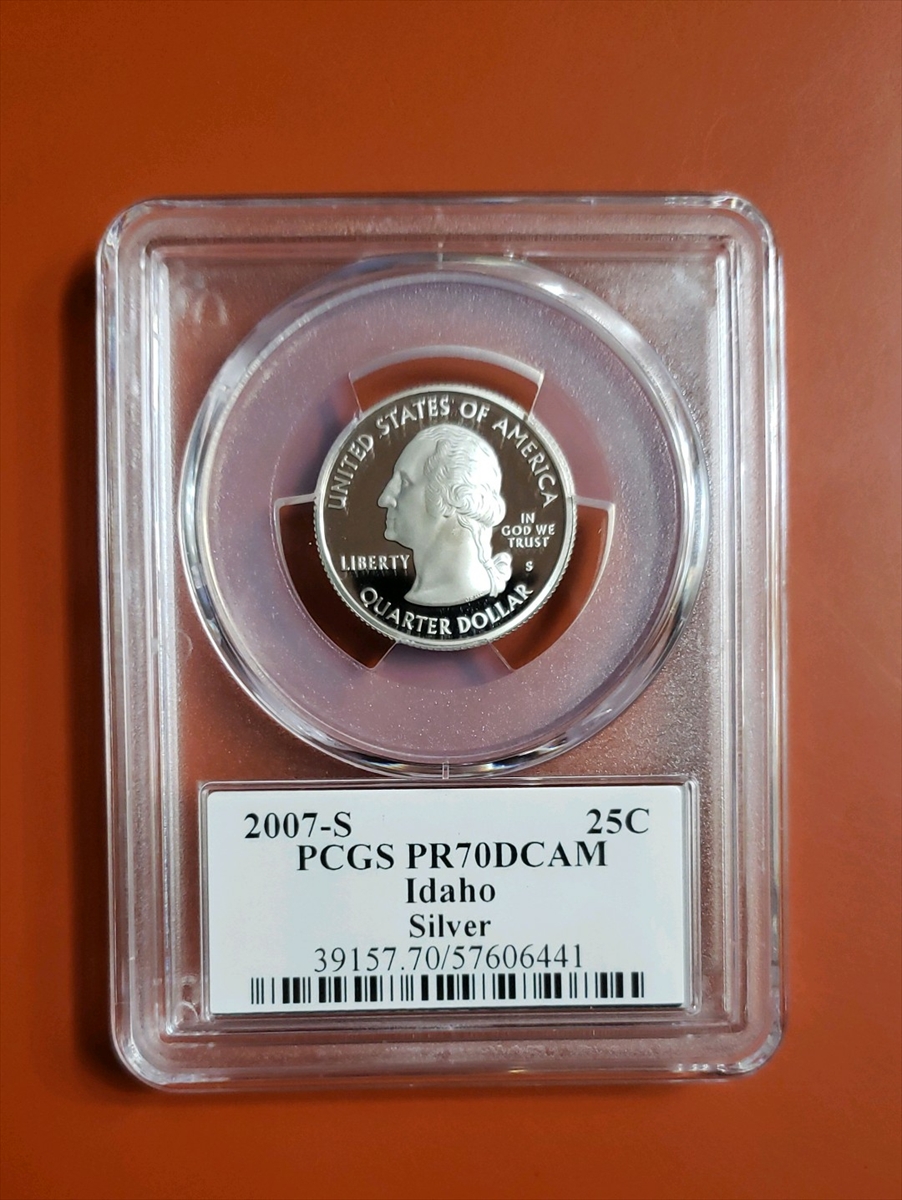 UNITED STATES OF AMERICA
IN
GOD WE
TRUST
LIBERTY
S
QUARTER DOLLAR
2007-S 25C
PCGS PR70DCAM
Idaho
Silver
39157.70/57606441